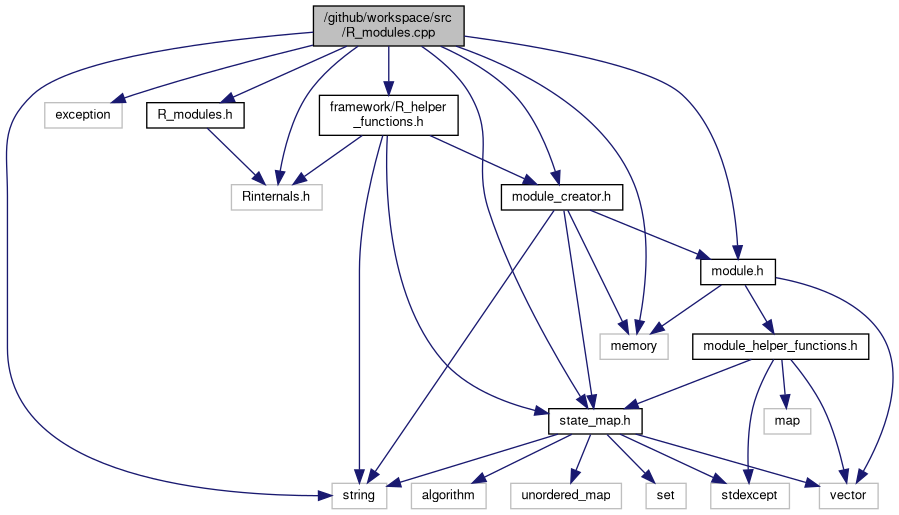 /github/workspace/src
/R_modules.cpp
exception
R_modules.h
framework/R_helper
_functions.h
Rinternals.h
module_creator.h
module.h
memory
module_helper_functions.h
state_map.h
map
string
algorithm
unordered_map
set
stdexcept
vector